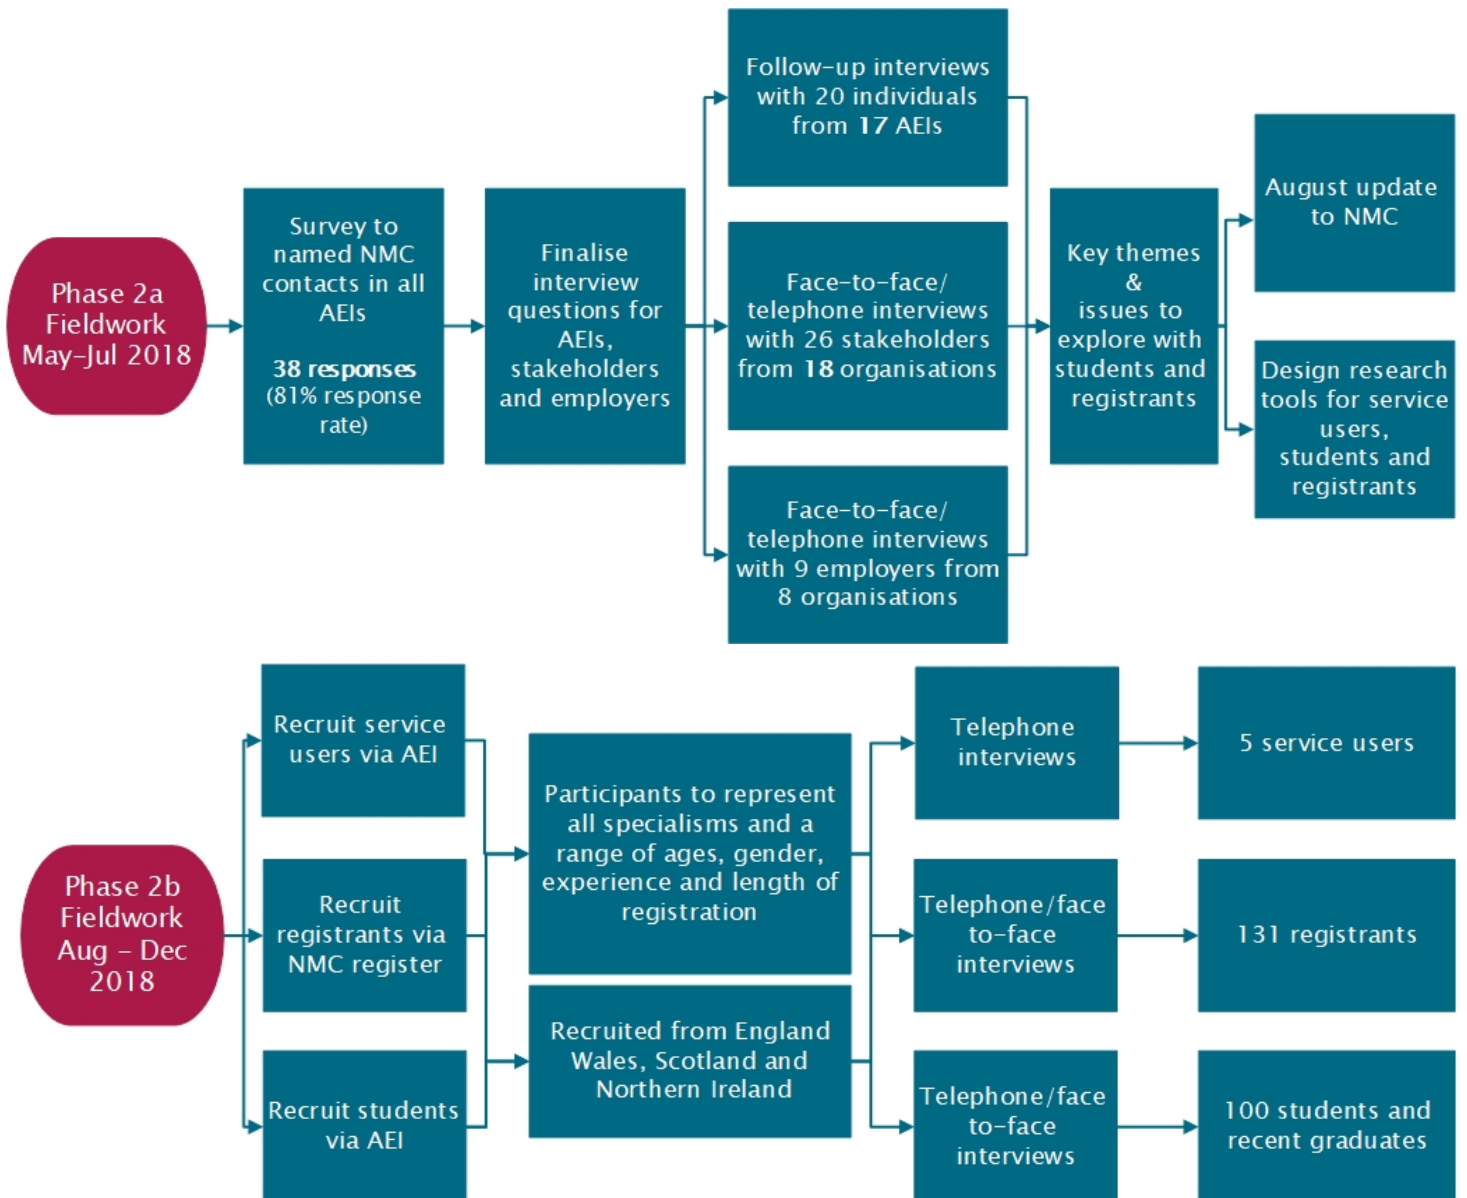 Phase 2a
Fieldwork
May–Jul 2018
Survey to
named NMC
contacts in all
AEIs
38 responses
(81% response
rate)
Finalise
interview
questions for
AEIs,
stakeholders
and employers
Follow–up interviews
with 20 individuals
from 17 AEIs
Face–to–face/
telephone interviews
with 26 stakeholders
from 18 organisations
Face–to–face/
telephone interviews
with 9 employers from
8 organisations
Key themes
&
issues to
explore with
students and
registrants
August update
to NMC
Design research
tools for service
users,
students and
registrants
Phase 2b
Fieldwork
Aug – Dec
2018
Recruit service
users via AEI
Recruit
registrants via
NMC register
Recruit students
via AEI
Participants to represent
all specialisms and a
range of ages, gender,
experience and length of
registration
Recruited from England
Wales, Scotland and
Northern Ireland
Telephone
interviews
5 service users
Telephone/face
to–face
interviews
131 registrants
Telephone/face
to–face
interviews
100 students and
recent graduates